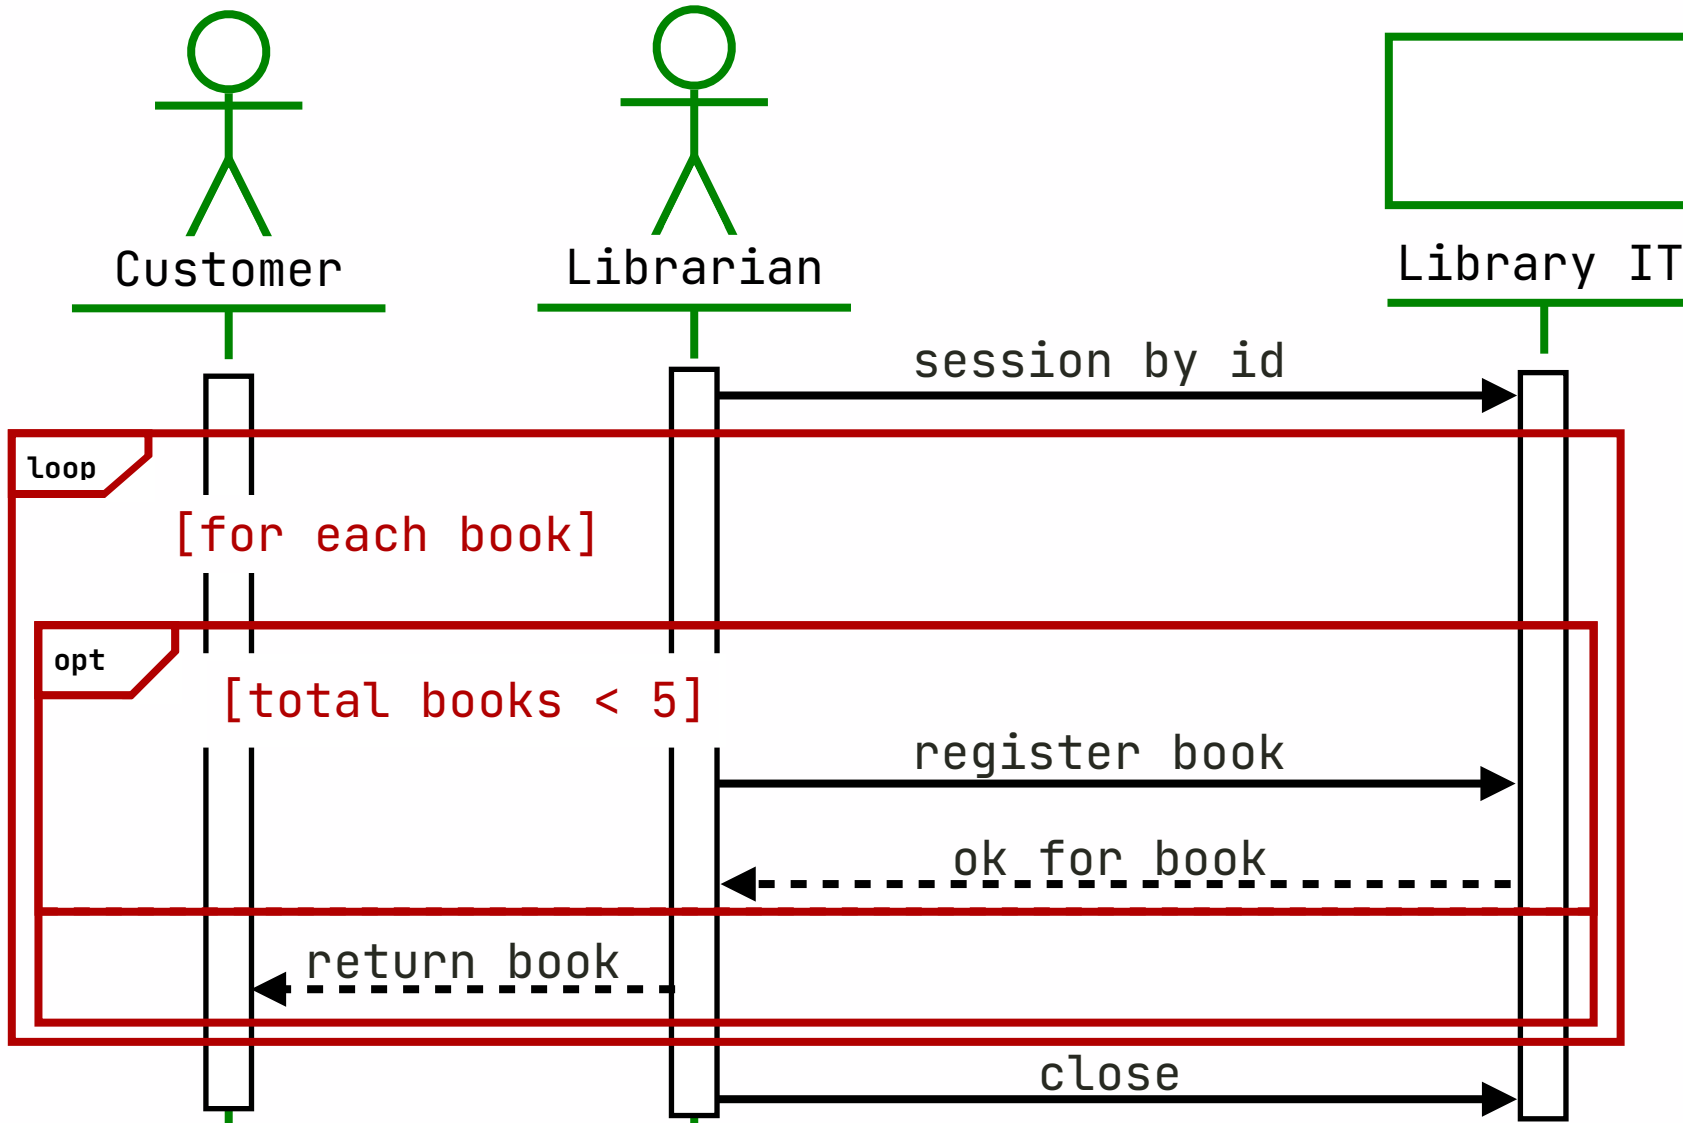 Customer
Librarian
Library IT
session by id
loop
[for each book]
opt
[total books < 5]
register book
ok for book
return book
close